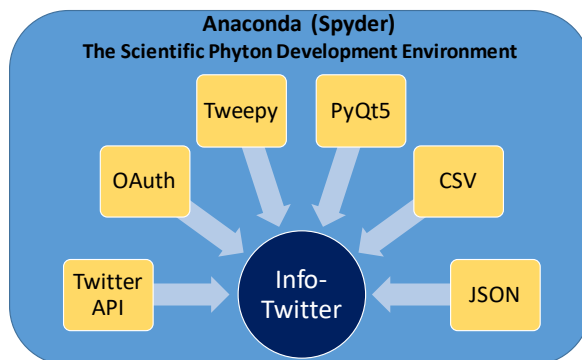 Anaconda (Spyder)
The Scientific Phyton Development Environment
Tweepy
PyQt5
OAuth
CSV
Twitter
API
Info-
Twitter
JSON